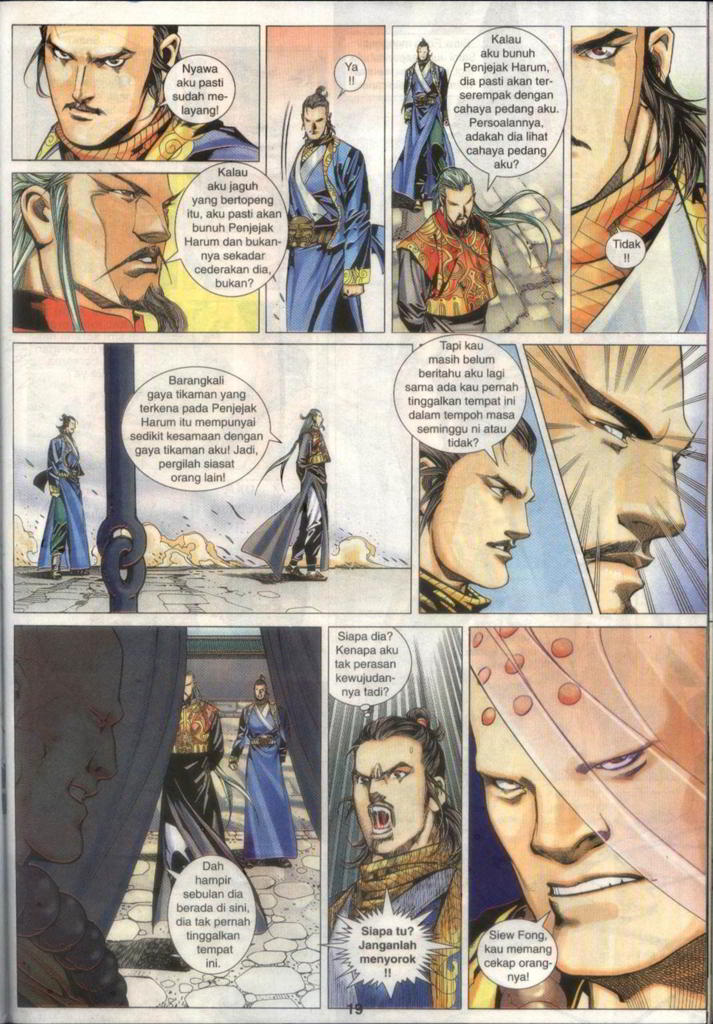 Nyawa
aku pasti
sudah me-
layang!
Kalau
aku jaguh
yang bertopeng
itu, aku pasti akan
bunuh Penjejak
Harum dan bukan-
nya sekadar
cederakan dia,
bukan?
Ya
!!
Kalau
aku bunuh
Penjejak Harum,
dia pasti akan ter-
serempak dengan
cahaya pedang aku.
Persoalannya,
adakah dia lihat
cahaya pedang
aku?
Tidak
!!
Barangkali
gaya tikaman yang
terkena pada Penjejak
Harum itu mempunyai
sedikit kesamaan dengan
gaya tikaman aku! Jadi,
pergilah siasat
orang lain!
Tapi kau
masih belum
beritahu aku lagi
sama ada kau pernah
tinggalkan tempat ini
dalam tempoh masa
seminggu ni atau
tidak?
Dah
hampir
sebulan dia
berada di sini,
dia tak pernah
tinggalkan
tempat
ini.
Siapa dia?
Kenapa aku
tak perasan
kewujudan-
nya tadi?
Siapa tu?
Janganlah
menyorok
!!
Siew Fong,
kau memang
cekap orang-
nya!
19